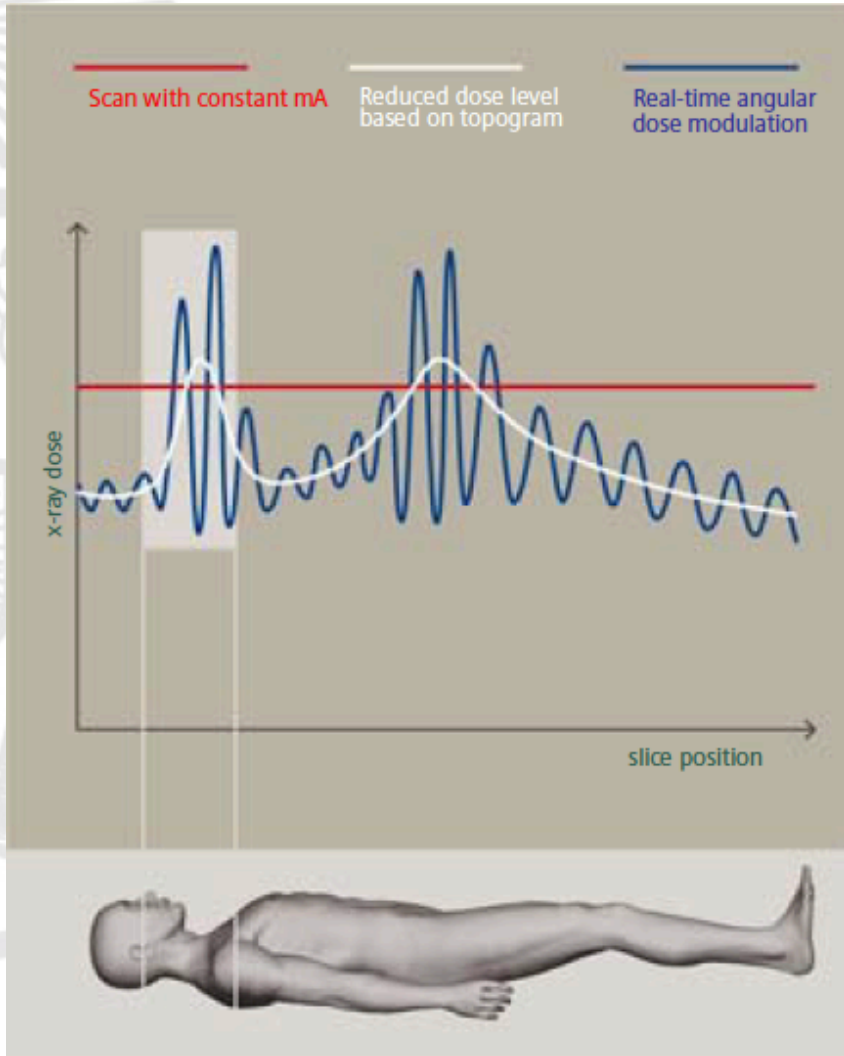 Scan with constant mA
Reduced dose level
based on topogram
Real-time angular
dose modulation
x-ray dose
slice position